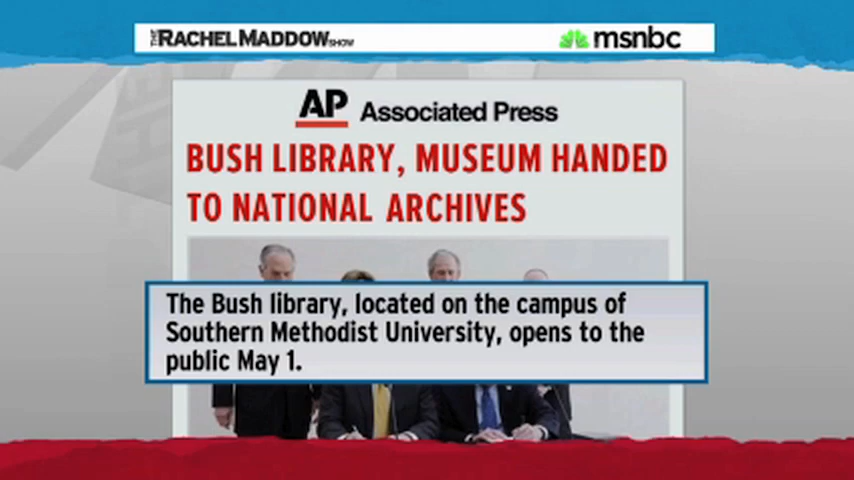 THE RACHEL MADDOW SHOW
msnbc
AP Associated Press
BUSH LIBRARY, MUSEUM HANDED
TO NATIONAL ARCHIVES
The Bush library, located on the campus of
Southern Methodist University, opens to the
public May 1.